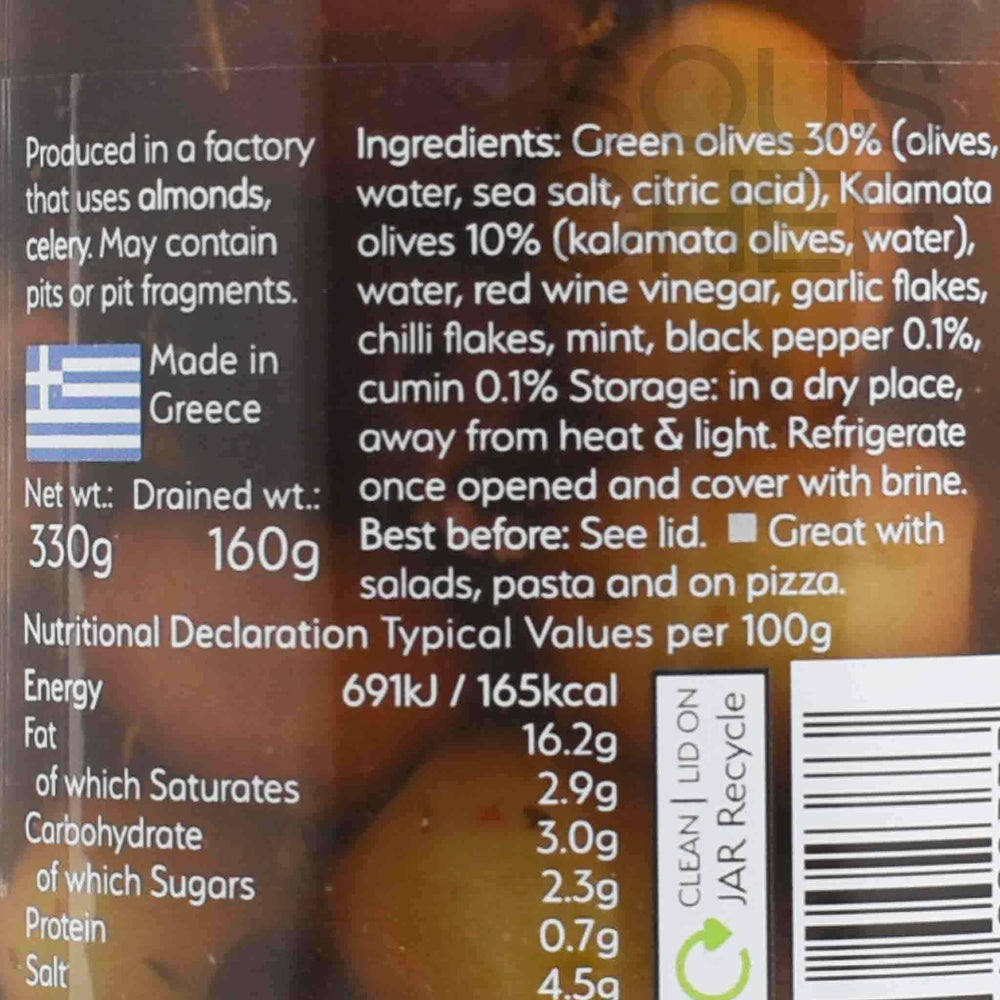 SOUS
CHEF
Produced in a factory
that uses almonds,
celery. May contain
pits or pit fragments.
Made in
Greece
Net wt.: Drained wt.:
330g 160g
Ingredients: Green olives 30% (olives,
water, sea salt, citric acid), Kalamata
olives 10% (kalamata olives, water),
water, red wine vinegar, garlic flakes,
chilli flakes, mint, black pepper 0.1%,
cumin 0.1% Storage: in a dry place,
away from heat & light. Refrigerate
once opened and cover with brine.
Best before: See lid. Great with
salads, pasta and on pizza.
Nutritional Declaration Typical Values per 100g
Energy 691kJ / 165kcal
Fat 16.2g
of which Saturates 2.9g
Carbohydrate 3.0g
of which Sugars 2.3g
Protein 0.7g
Salt 4.5g
CLEAN | LID ON
JAR Recycle